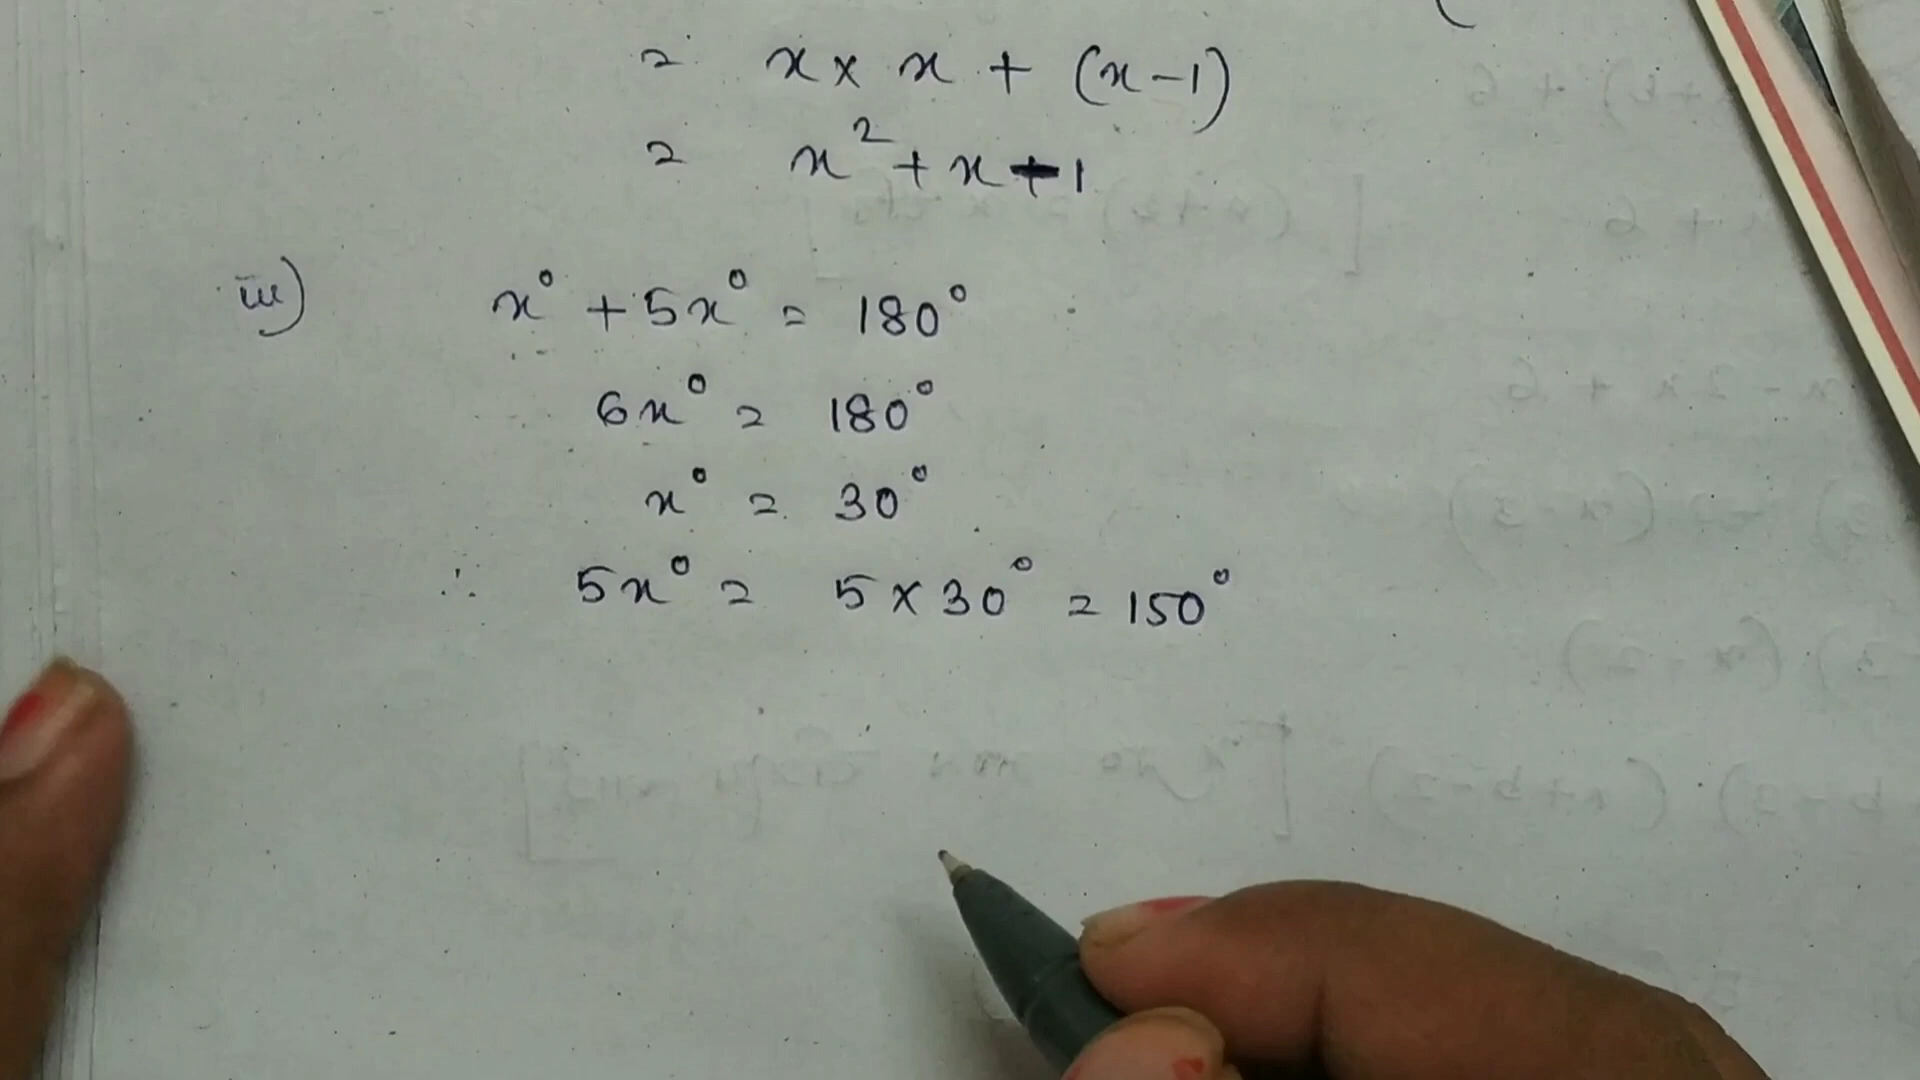 = x × x + (x-1)
= x² + x - 1
iii) x° + 5x° = 180°
6x° = 180°
x° = 30°
∴ 5x° = 5 × 30° = 150°